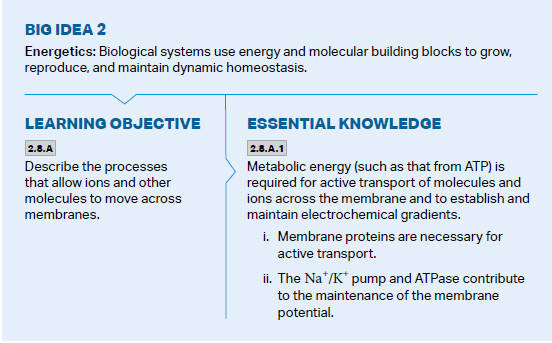 BIG IDEA 2
Energetics: Biological systems use energy and molecular building blocks to grow,
reproduce, and maintain dynamic homeostasis.
LEARNING OBJECTIVE
2.8.A
Describe the processes
that allow ions and other
molecules to move across
membranes.
ESSENTIAL KNOWLEDGE
2.8.A.1
Metabolic energy (such as that from ATP) is
required for active transport of molecules and
ions across the membrane and to establish and
maintain electrochemical gradients.
i. Membrane proteins are necessary for
active transport.
ii. The Na⁺/K⁺ pump and ATPase contribute
to the maintenance of the membrane
potential.